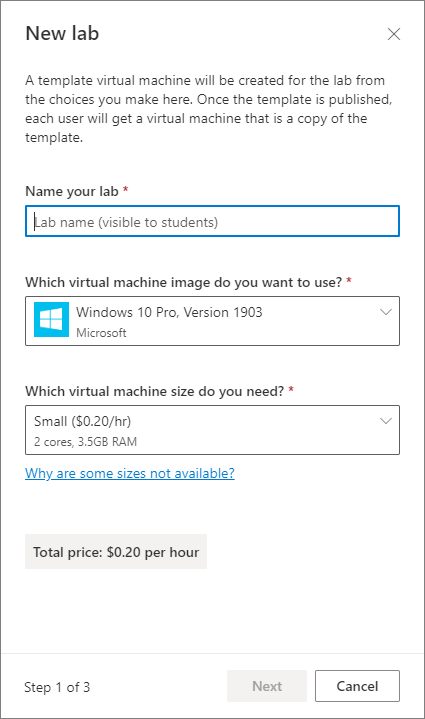 New lab
A template virtual machine will be created for the lab from
the choices you make here. Once the template is published,
each user will get a virtual machine that is a copy of the
template.
Name your lab *
Lab name (visible to students)
Which virtual machine image do you want to use? *
Windows 10 Pro, Version 1903
Microsoft
Which virtual machine size do you need? *
Small ($0.20/hr)
2 cores, 3.5GB RAM
Why are some sizes not available?
Total price: $0.20 per hour
Step 1 of 3
Next
Cancel